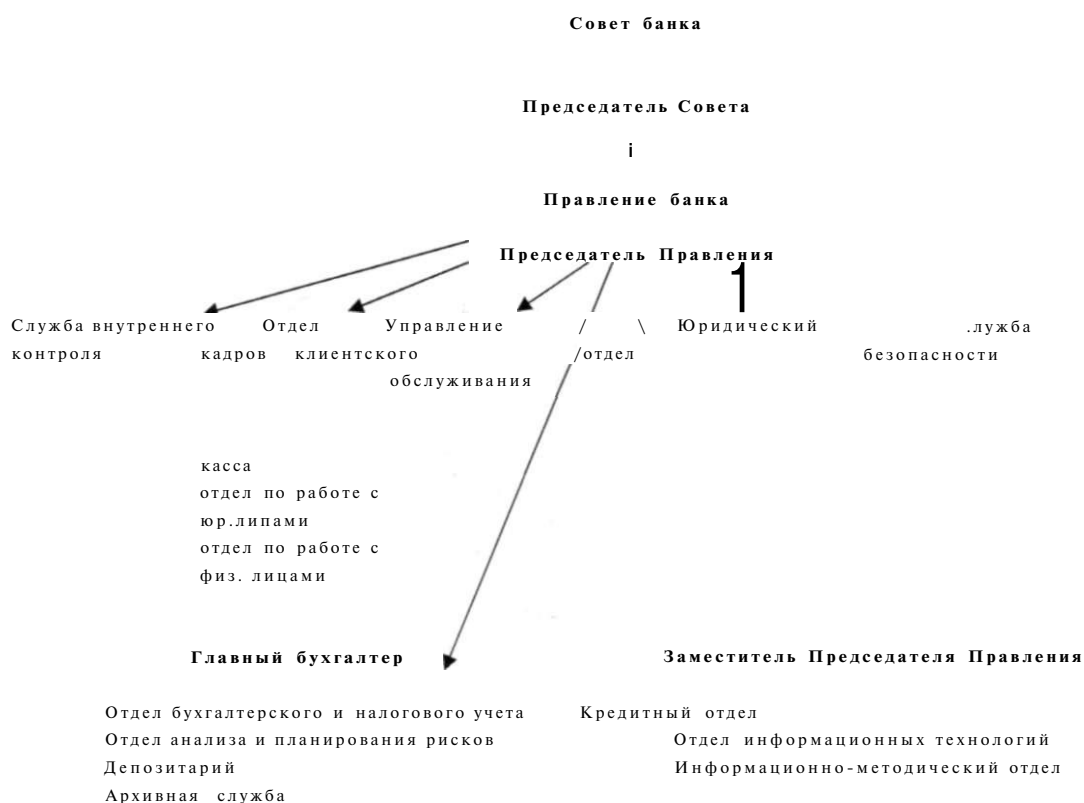 Совет банка
Председатель Совета
i
Правление банка
Председатель Правления
1
Служба внутреннего Отдел Управление / \ Юридический .лужба
контроля кадров клиентского /отдел безопасности
обслуживания
касса
отдел по работе с
юр.липами
отдел по работе с
физ. лицами
Главный бухгалтер Заместитель Председателя Правления
Отдел бухгалтерского и налогового учета Кредитный отдел
Отдел анализа и планирования рисков Отдел информационных технологий
Депозитарий Информационно-методический отдел
Архивная служба